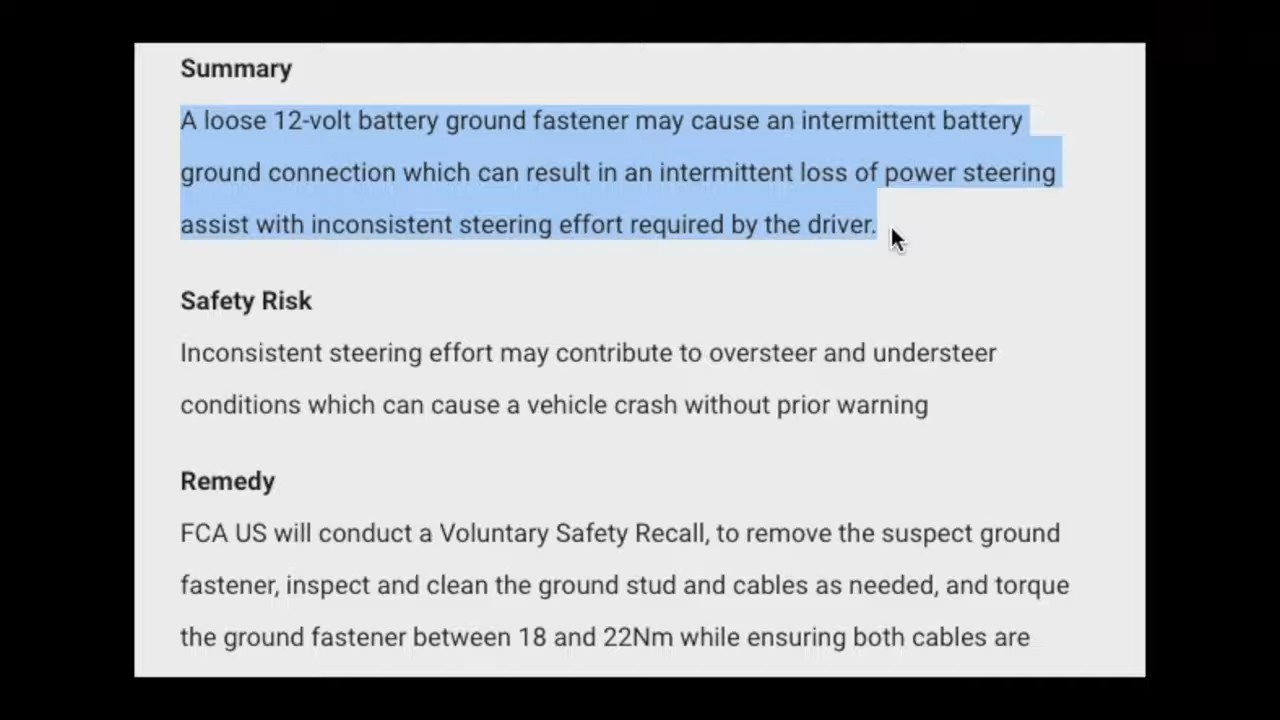 Summary
A loose 12-volt battery ground fastener may cause an intermittent battery
ground connection which can result in an intermittent loss of power steering
assist with inconsistent steering effort required by the driver.
Safety Risk
Inconsistent steering effort may contribute to oversteer and understeer
conditions which can cause a vehicle crash without prior warning
Remedy
FCA US will conduct a Voluntary Safety Recall, to remove the suspect ground
fastener, inspect and clean the ground stud and cables as needed, and torque
the ground fastener between 18 and 22Nm while ensuring both cables are